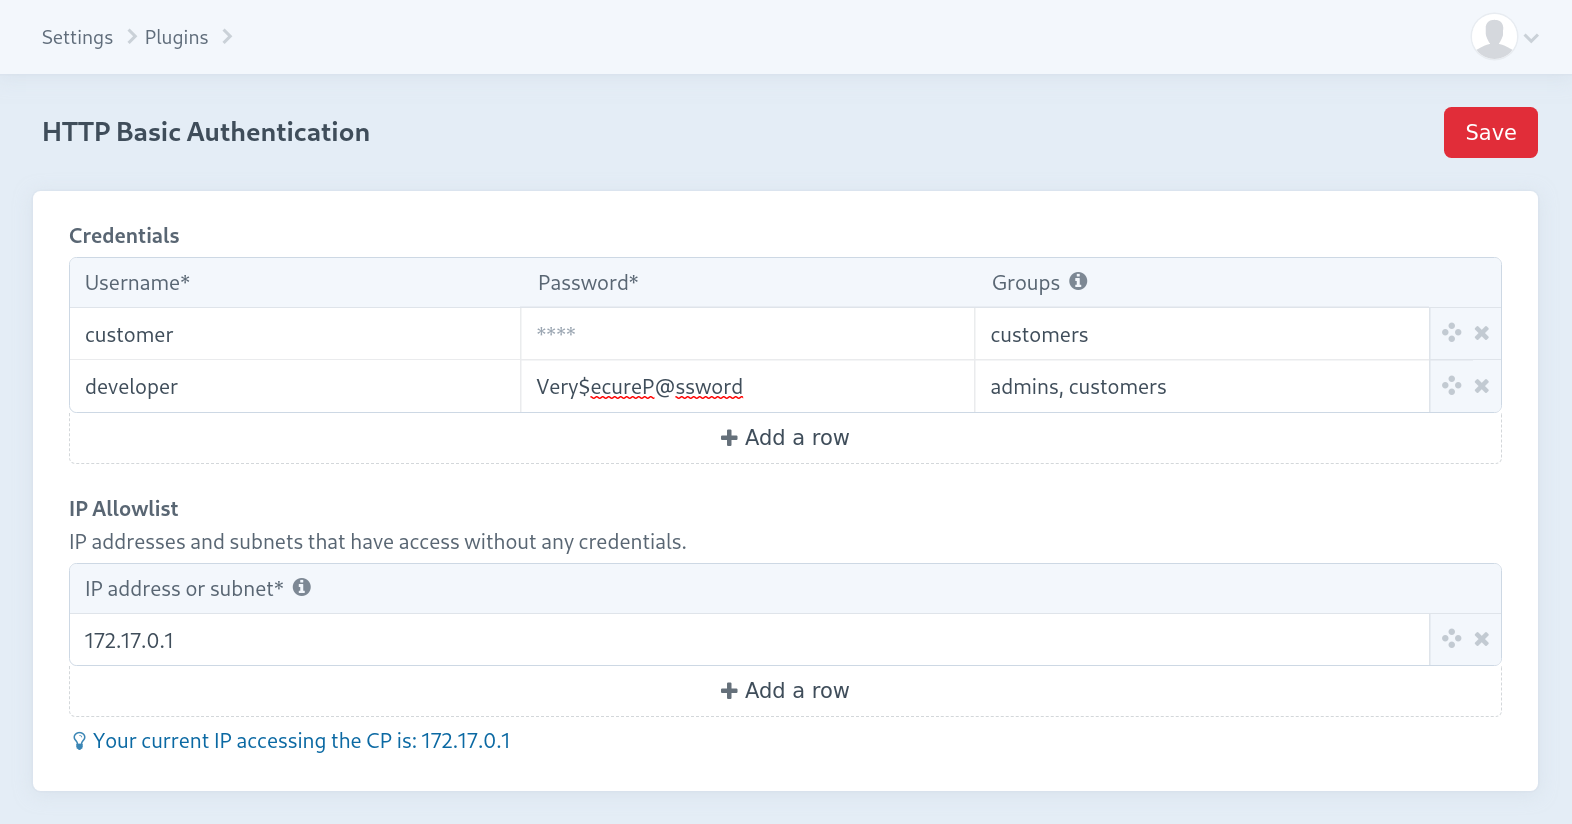 Settings Plugins
HTTP Basic Authentication Save
Credentials
Username* Password* Groups
customer **** customers
developer Very$ecureP@ssword admins, customers
Add a row
IP Allowlist
IP addresses and subnets that have access without any credentials.
IP address or subnet*
172.17.0.1
Add a row
Your current IP accessing the CP is: 172.17.0.1